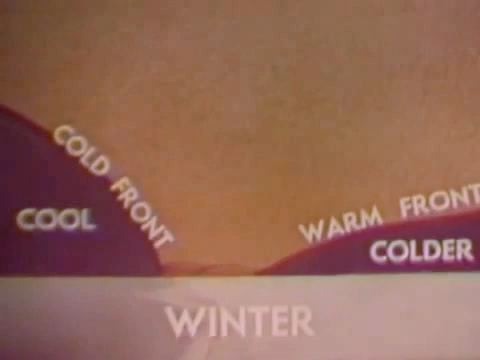 COLD FRONT
COOL
WARM FRONT
COLDER
WINTER